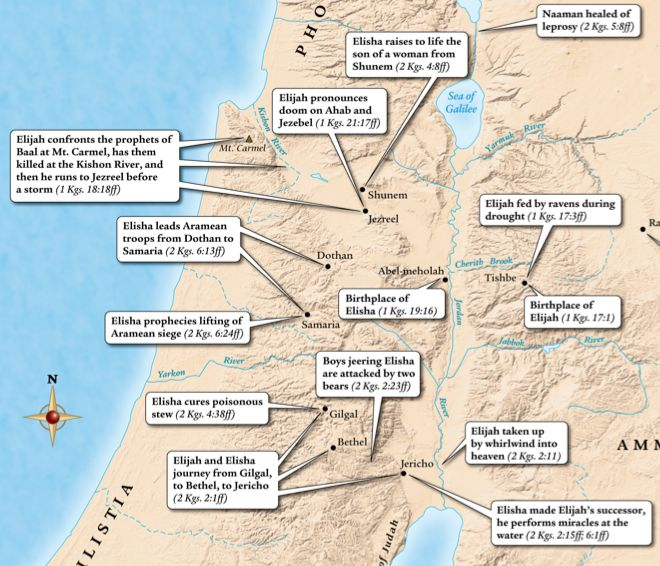 PHO
Naaman healed of
leprosy (2 Kgs. 5:8ff)
Elisha raises to life the
son of a woman from
Shunem (2 Kgs. 4:8ff)
Elijah pronounces
doom on Ahab and
Jezebel (1 Kgs. 21:17ff)
Sea of
Galilee
Kishon River
Mt. Carmel
Yarmuk River
Elijah confronts the prophets of
Baal at Mt. Carmel, has them
killed at the Kishon River, and
then he runs to Jezreel before
a storm (1 Kgs. 18:18ff)
Shunem
Jezreel
Elijah fed by ravens during
drought (1 Kgs. 17:3ff)
Ra
Elisha leads Aramean
troops from Dothan to
Samaria (2 Kgs. 6:13ff)
Dothan
Cherith Brook
Abel-meholah
Tishbe
Birthplace of
Elisha (1 Kgs. 19:16)
Birthplace of
Elijah (1 Kgs. 17:1)
Jordan
River
Elisha prophecies lifting of
Aramean siege (2 Kgs. 6:24ff)
Samaria
Jabbok River
Yarkon River
Boys jeering Elisha
are attacked by two
bears (2 Kgs. 2:23ff)
N
Elisha cures poisonous
stew (2 Kgs. 4:38ff)
Gilgal
Bethel
Elijah taken up
by whirlwind into
heaven (2 Kgs. 2:11)
AMM
Elijah and Elisha
journey from Gilgal,
to Bethel, to Jericho
(2 Kgs. 2:1ff)
Jericho
Elisha made Elijah's successor,
he performs miracles at the
water (2 Kgs. 2:15ff; 6:1ff)
ILISTIA
of Judah